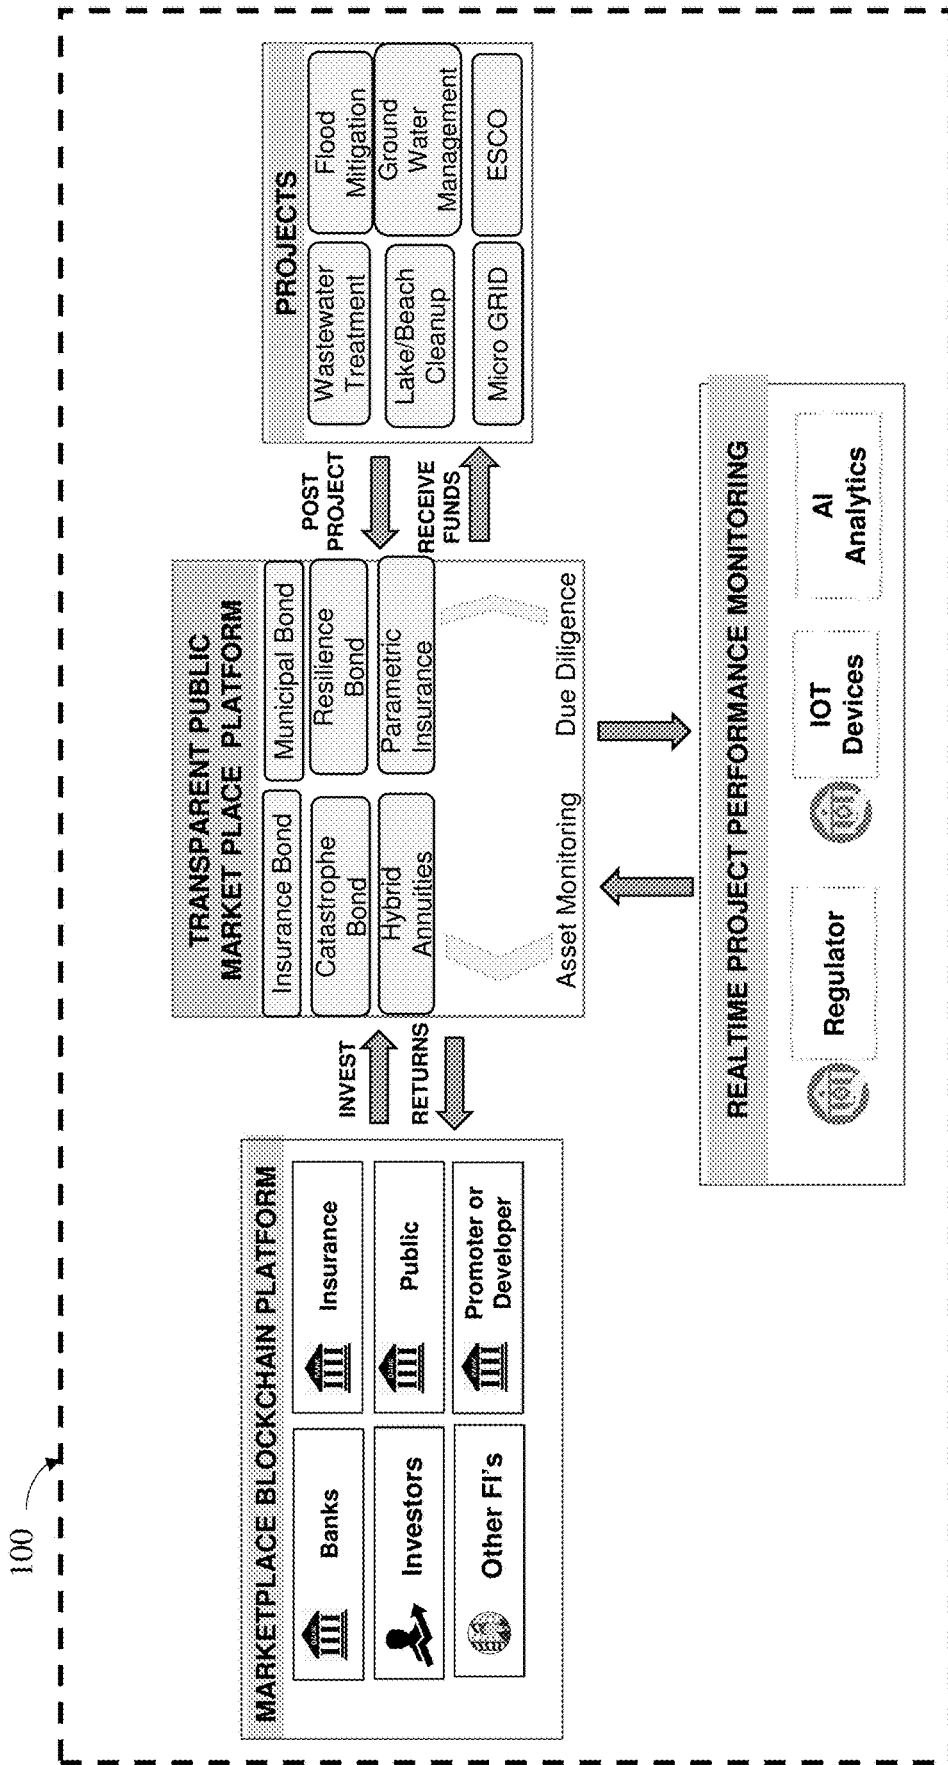 100
MARKETPLACE BLOCKCHAIN PLATFORM
Banks
Insurance
Investors
Public
Other FI's
Promoter or
Developer
INVEST
RETURNS
TRANSPARENT PUBLIC
MARKET PLACE PLATFORM
Insurance Bond
Municipal Bond
Catastrophe
Bond
Resilience
Bond
Hybrid
Annuities
Parametric
Insurance
Asset Monitoring
Due Diligence
POST
PROJECT
RECEIVE
FUNDS
PROJECTS
Wastewater
Treatment
Flood
Mitigation
Lake/Beach
Cleanup
Ground
Water
Management
Micro GRID
ESCO
REALTIME PROJECT PERFORMANCE MONITORING
Regulator
IOT
Devices
AI
Analytics